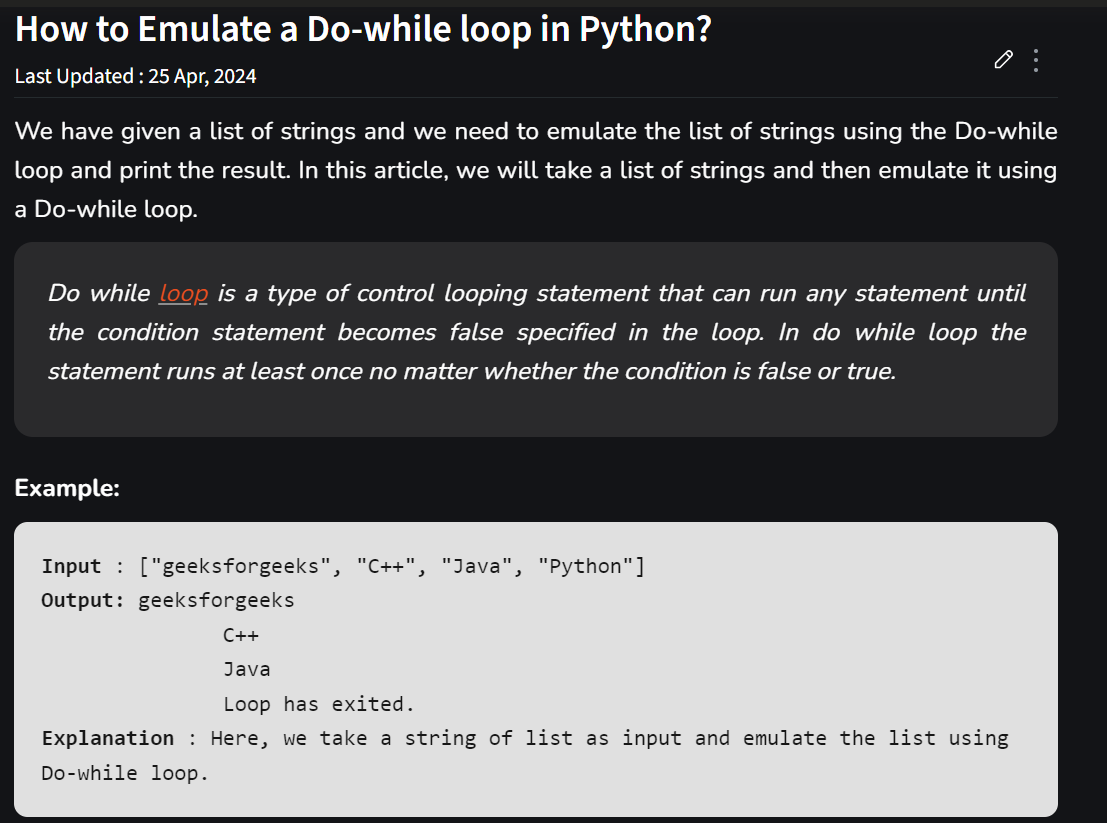 How to Emulate a Do-while loop in Python?
Last Updated : 25 Apr, 2024
We have given a list of strings and we need to emulate the list of strings using the Do-while
loop and print the result. In this article, we will take a list of strings and then emulate it using
a Do-while loop.
Do while loop is a type of control looping statement that can run any statement until
the condition statement becomes false specified in the loop. In do while loop the
statement runs at least once no matter whether the condition is false or true.
Example:
Input : ["geeksforgeeks", "C++", "Java", "Python"]
Output: geeksforgeeks
C++
Java
Loop has exited.
Explanation : Here, we take a string of list as input and emulate the list using
Do-while loop.